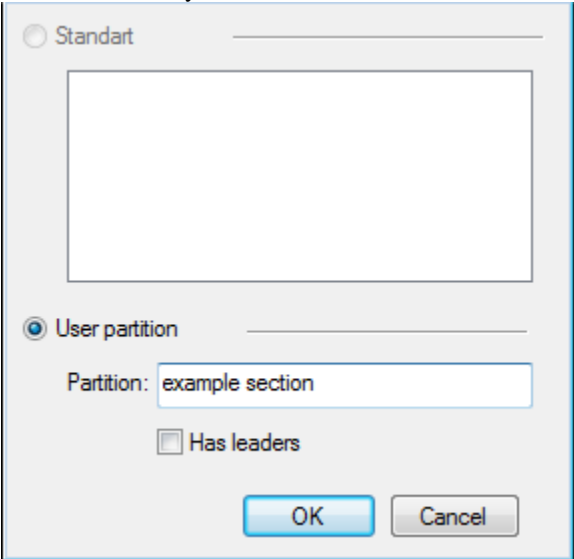 Standart
User partition
Partition: example section
Has leaders
OK Cancel